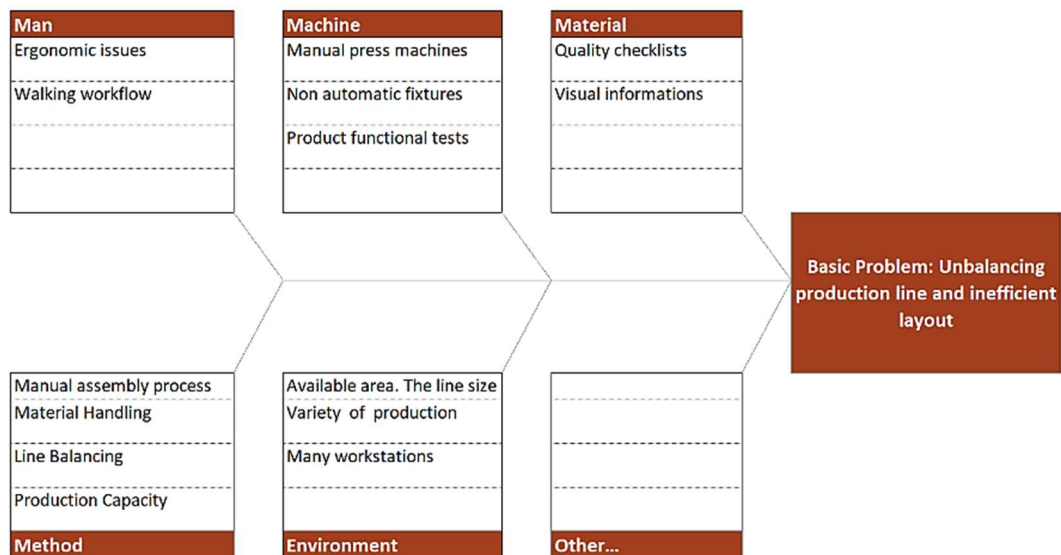 Man
Ergonomic issues
Walking workflow
Machine
Manual press machines
Non automatic fixtures
Product functional tests
Material
Quality checklists
Visual informations
Basic Problem: Unbalancing
production line and inefficient
layout
Manual assembly process
Material Handling
Line Balancing
Production Capacity
Method
Available area. The line size
Variety of production
Many workstations
Environment
Other...